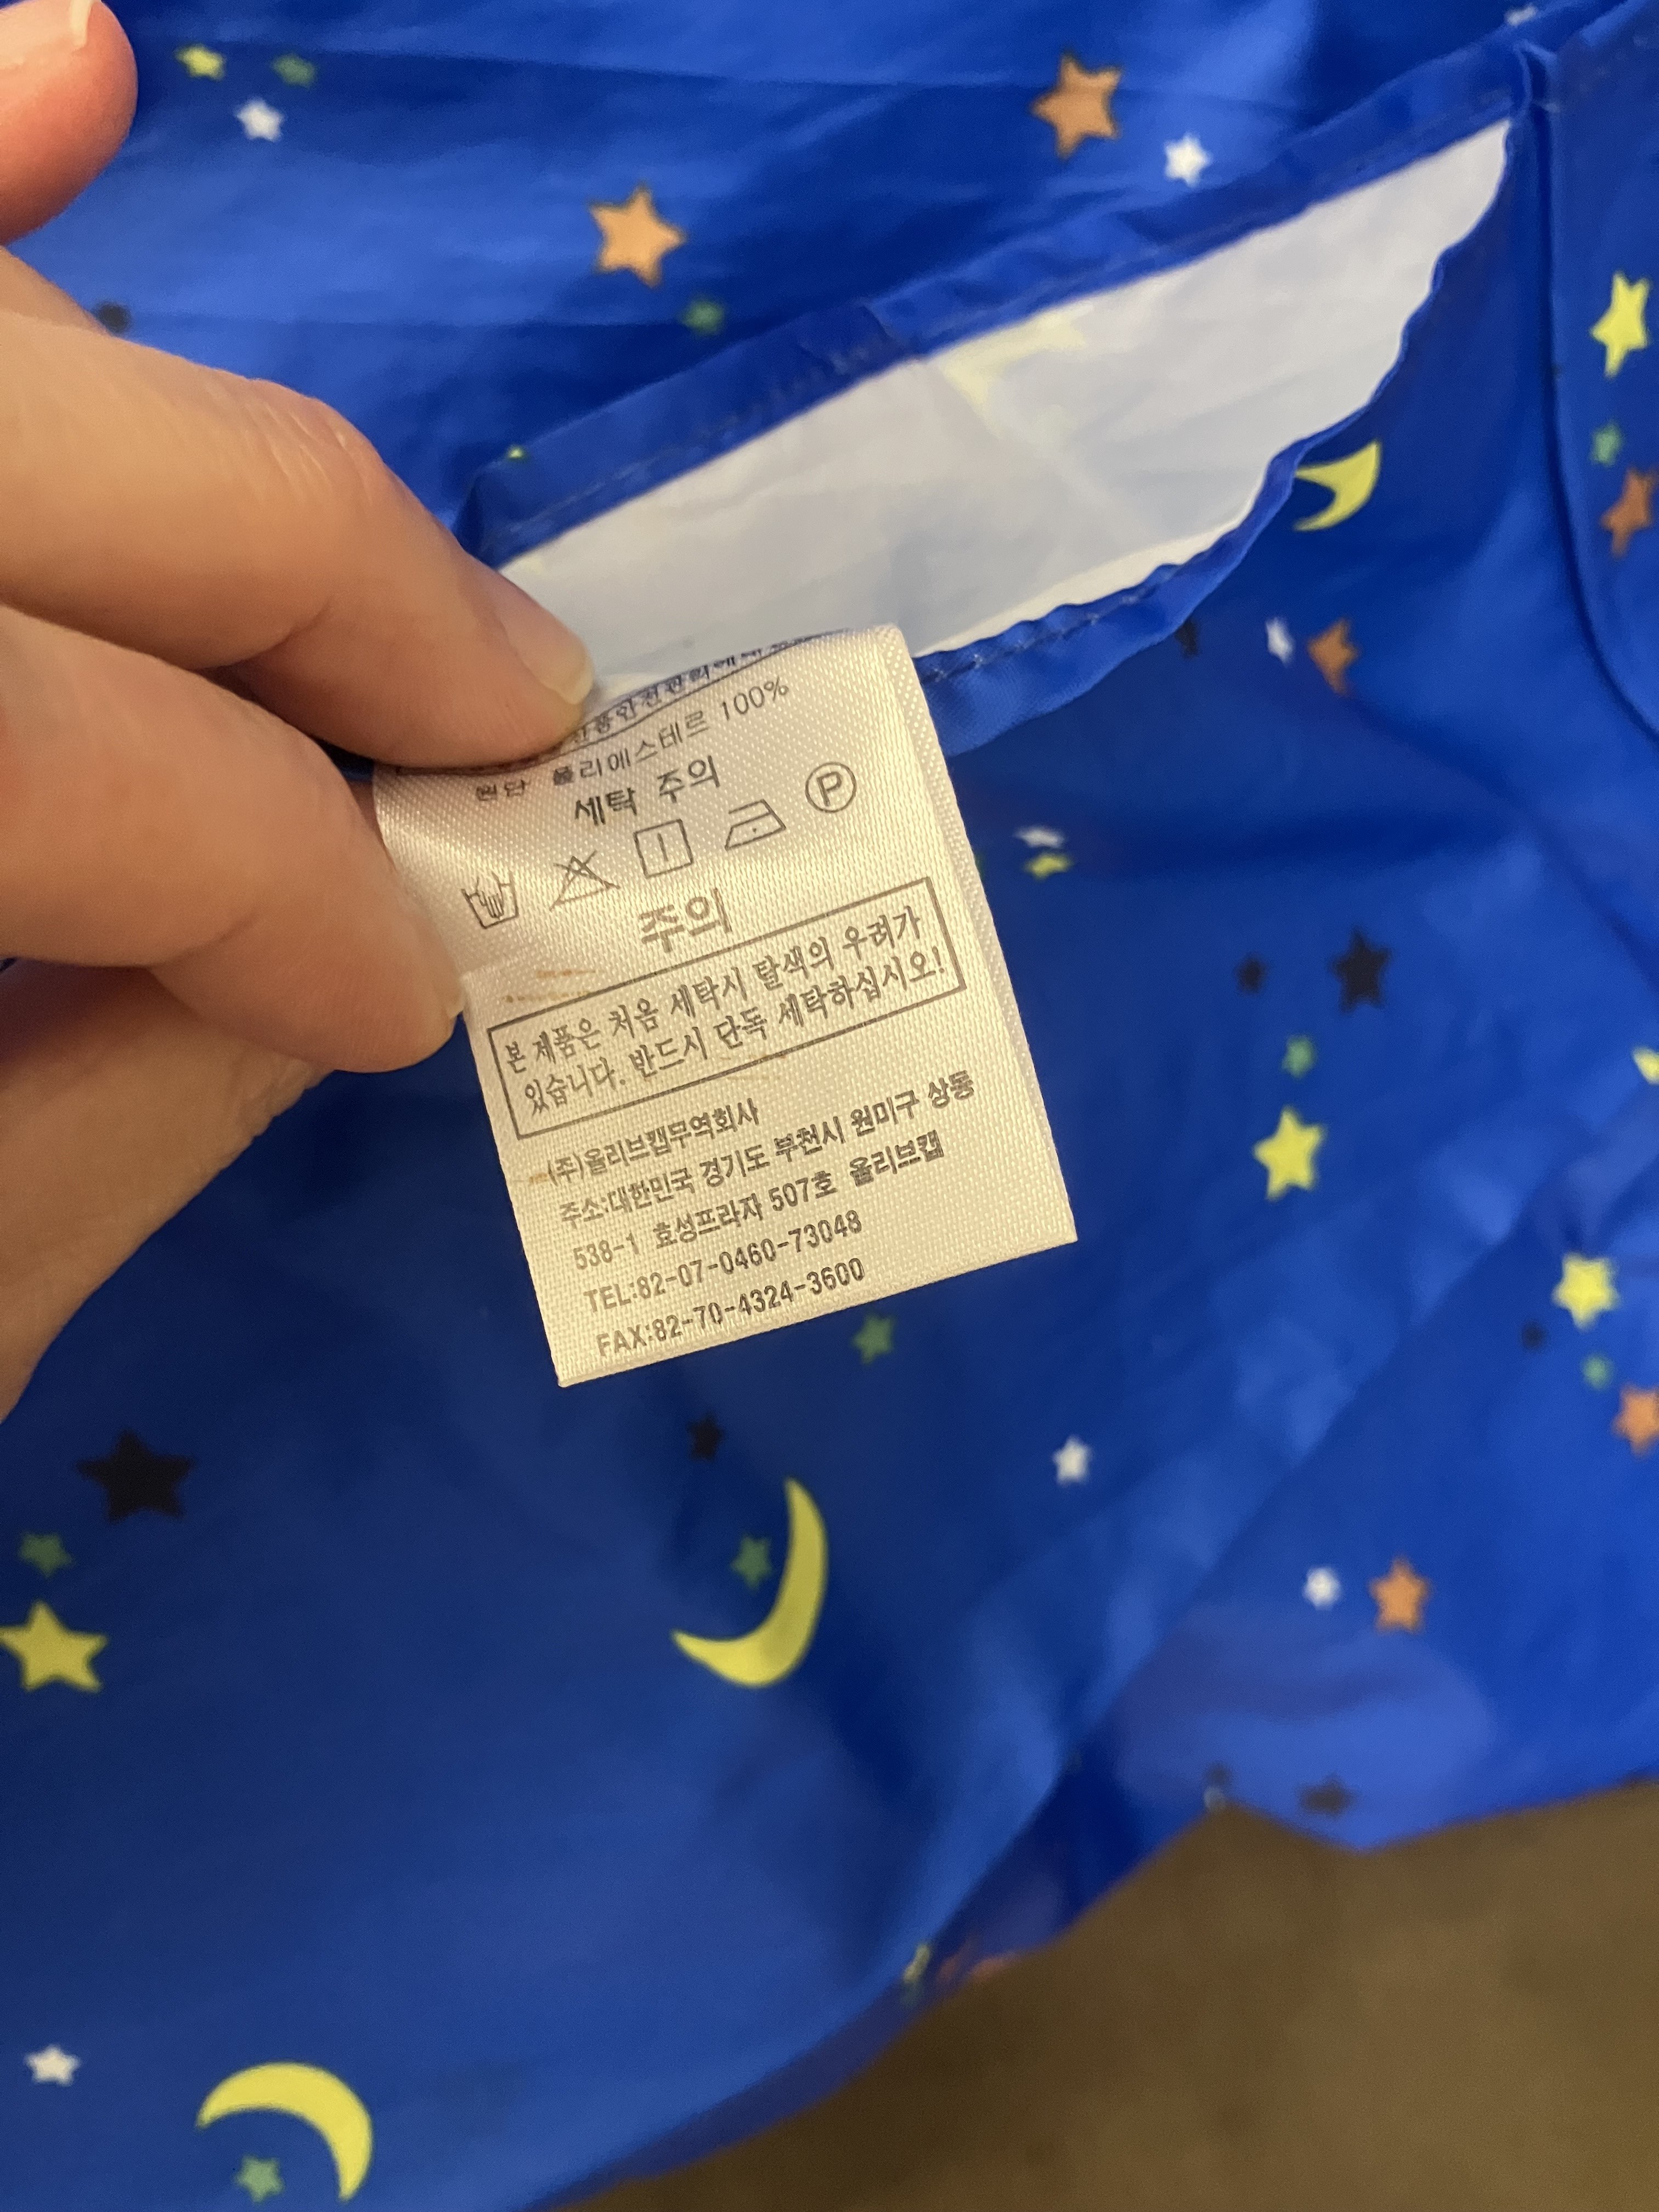 원단 폴리에스테르 100%
세탁 주의
P
주의
본 제품은 처음 세탁시 탈색의 우려가
있습니다. 반드시 단독 세탁하십시오!
(주)올리브캡무역회사
주소:대한민국 경기도 부천시 원미구 상동
538-1 효성프라자 507호 올리브캡
TEL:82-07-0460-73048
FAX:82-70-4324-3600